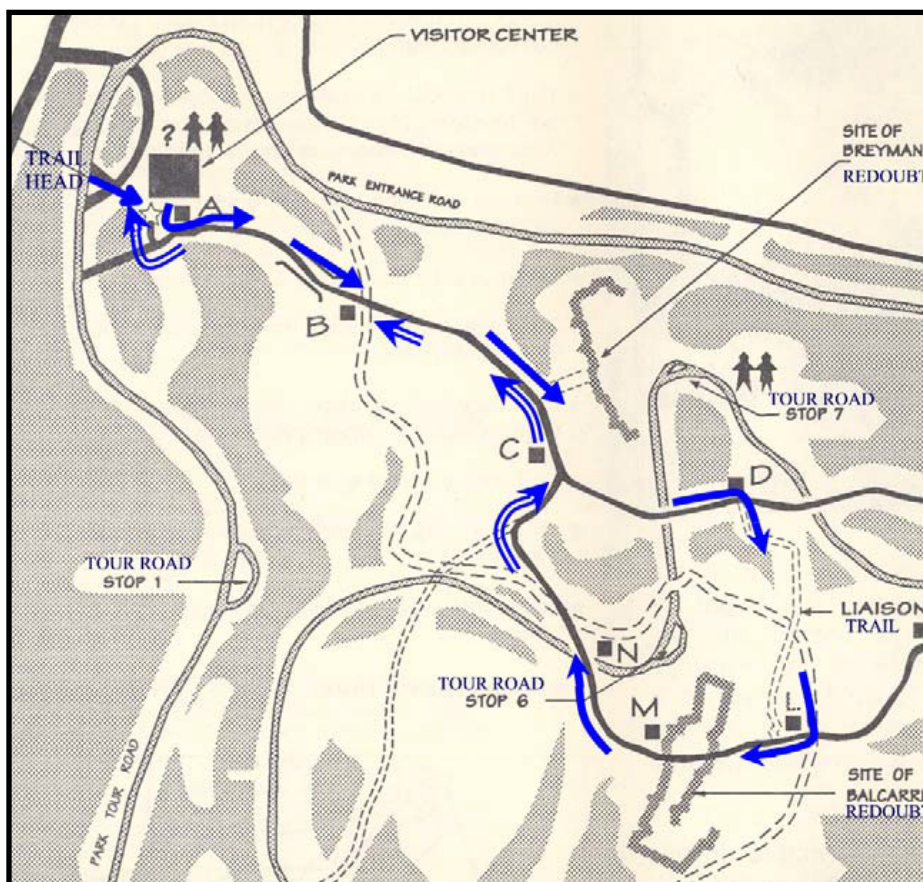 VISITOR CENTER
?
SITE OF
BREYMAN
REDOUBT
TRAIL
HEAD
A
PARK ENTRANCE ROAD
B
TOUR ROAD
STOP 7
C
D
TOUR ROAD
STOP 1
LIAISON
TRAIL
N
TOUR ROAD
STOP 6
M
L
PARK TOUR ROAD
SITE OF
BALCARRE
REDOUBT